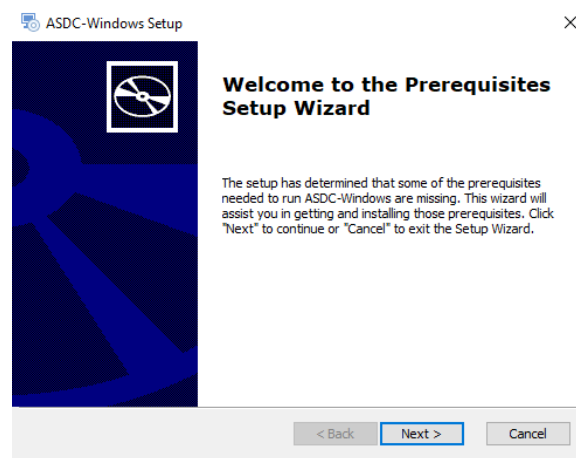 ASDC-Windows Setup
Welcome to the Prerequisites
Setup Wizard
The setup has determined that some of the prerequisites
needed to run ASDC-Windows are missing. This wizard will
assist you in getting and installing those prerequisites. Click
"Next" to continue or "Cancel" to exit the Setup Wizard.
< Back Next > Cancel